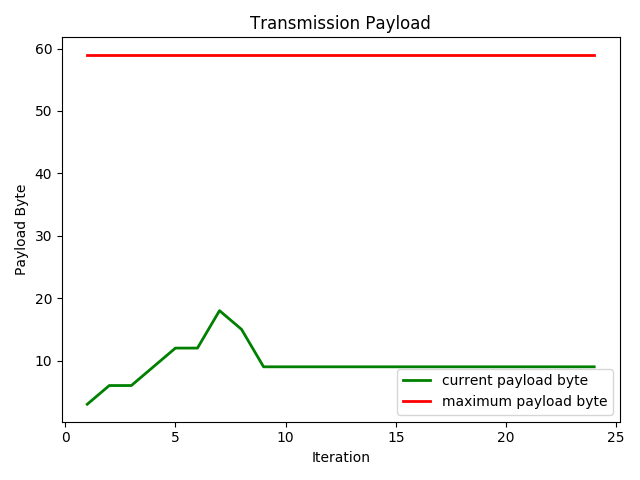 Transmission Payload
60
50
40
30
20
10
Payload Byte
current payload byte
maximum payload byte
0 5 10 15 20 25
Iteration